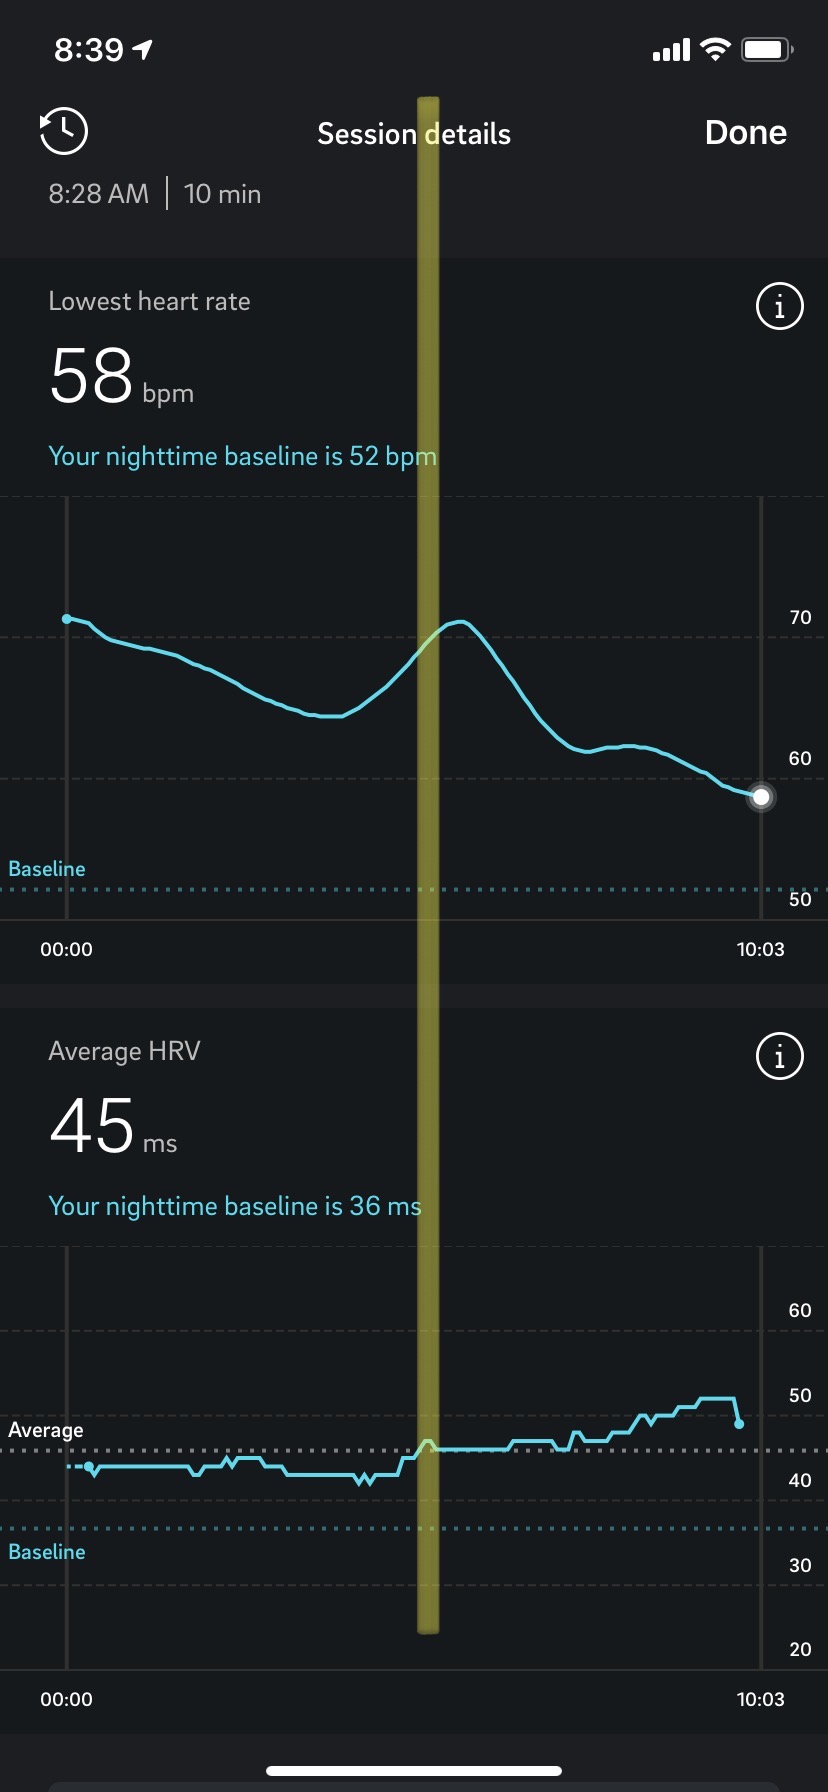 8:39
Session details
Done
8:28 AM | 10 min
Lowest heart rate
58 bpm
Your nighttime baseline is 52 bpm
70
60
Baseline
50
00:00
10:03
Average HRV
45 ms
Your nighttime baseline is 36 ms
60
50
Average
40
Baseline
30
20
00:00
10:03